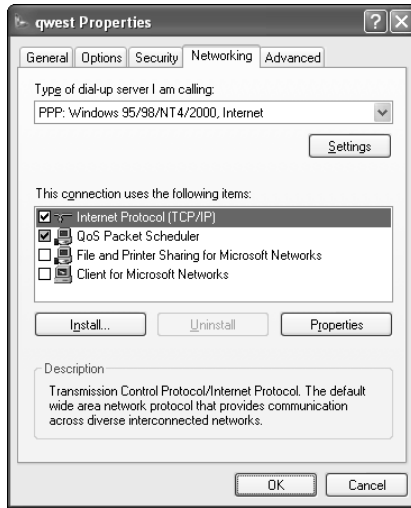 qwest Properties
General
Options
Security
Networking
Advanced
Type of dial-up server I am calling:
PPP: Windows 95/98/NT4/2000, Internet
Settings
This connection uses the following items:
Internet Protocol (TCP/IP)
QoS Packet Scheduler
File and Printer Sharing for Microsoft Networks
Client for Microsoft Networks
Install...
Uninstall
Properties
Description
Transmission Control Protocol/Internet Protocol. The default
wide area network protocol that provides communication
across diverse interconnected networks.
OK
Cancel